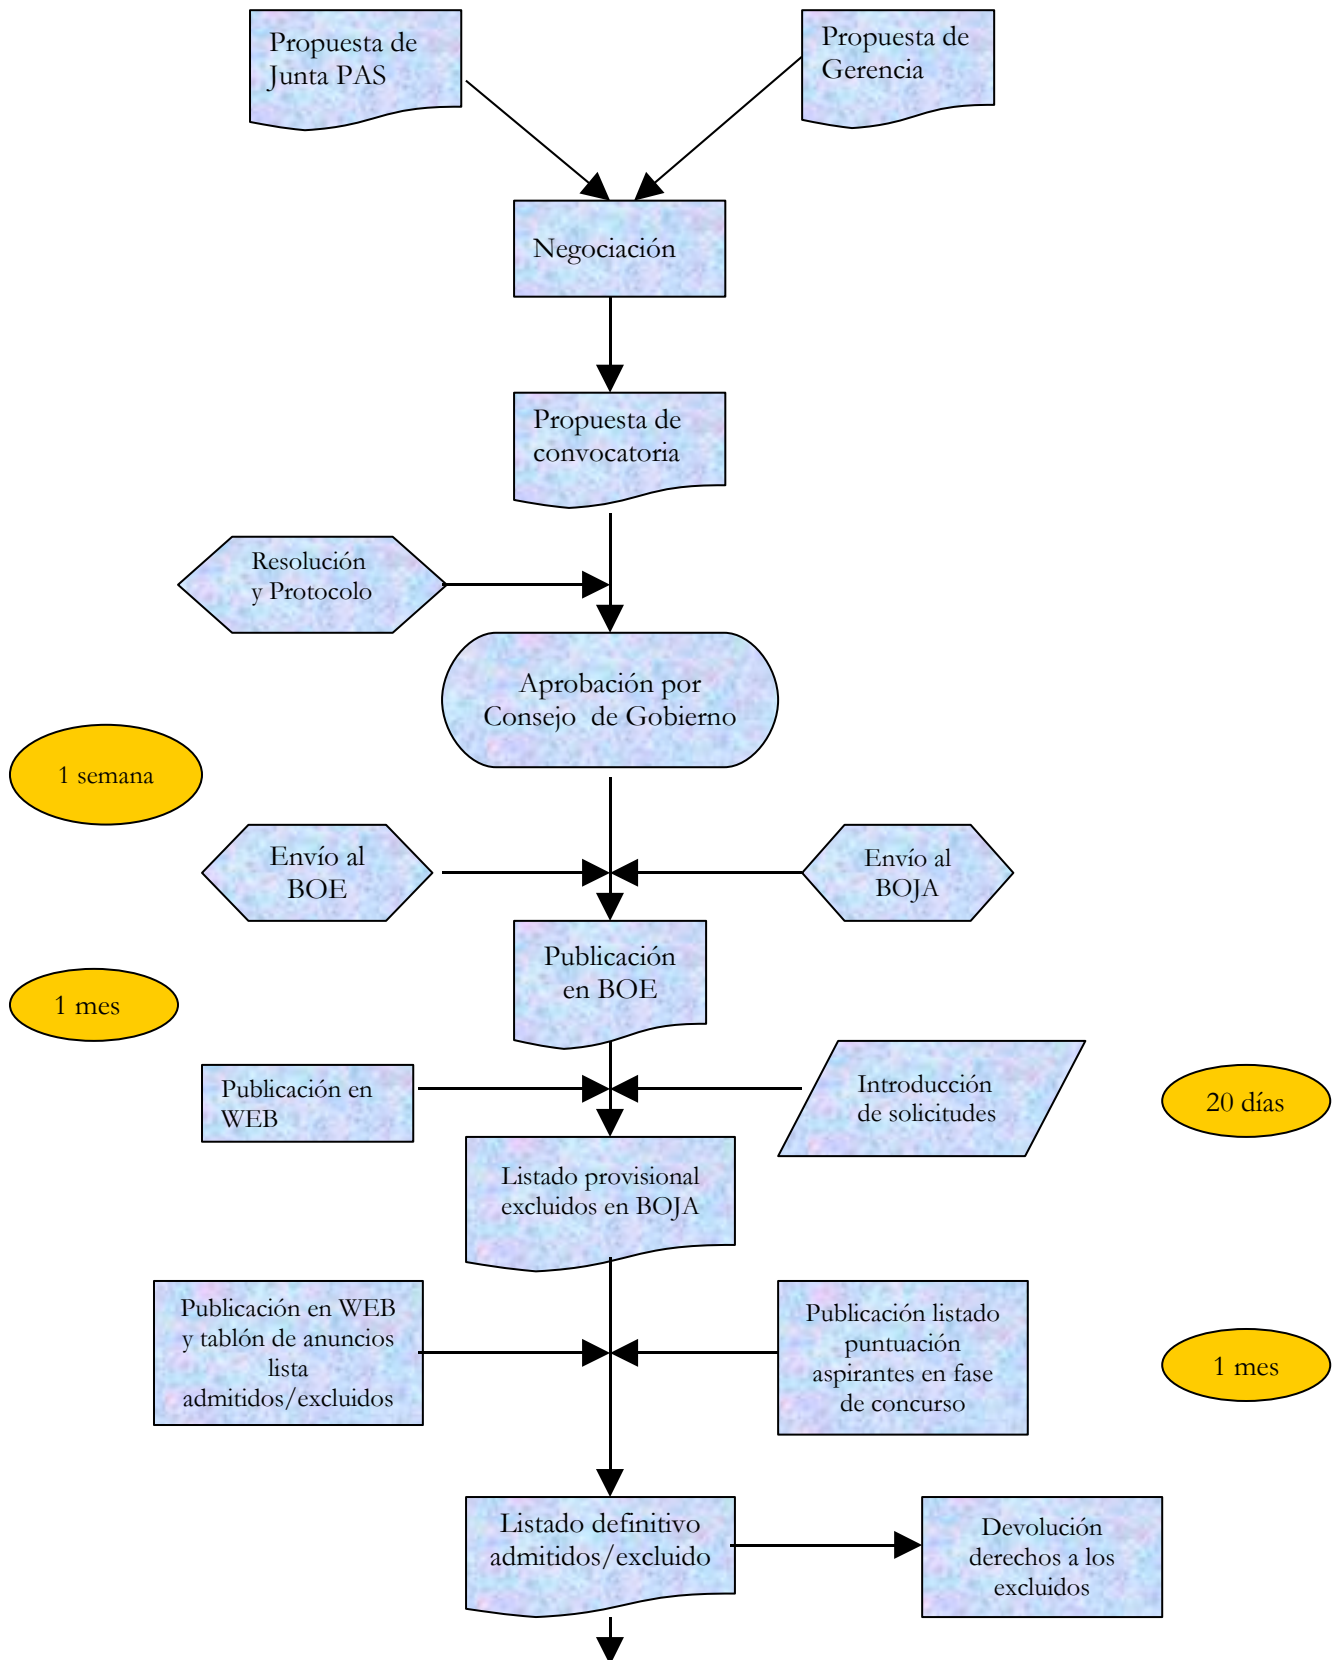 Propuesta de
Junta PAS
Propuesta de
Gerencia
Negociación
Propuesta de
convocatoria
Resolución
y Protocolo
Aprobación por
Consejo de Gobierno
1 semana
Envío al
BOE
Envío al
BOJA
Publicación
en BOE
1 mes
Publicación en
WEB
Introducción
de solicitudes
20 días
Listado provisional
excluidos en BOJA
Publicación en WEB
y tablón de anuncios
lista
admitidos/excluidos
Publicación listado
puntuación
aspirantes en fase
de concurso
1 mes
Listado definitivo
admitidos/excluido
Devolución
derechos a los
excluidos